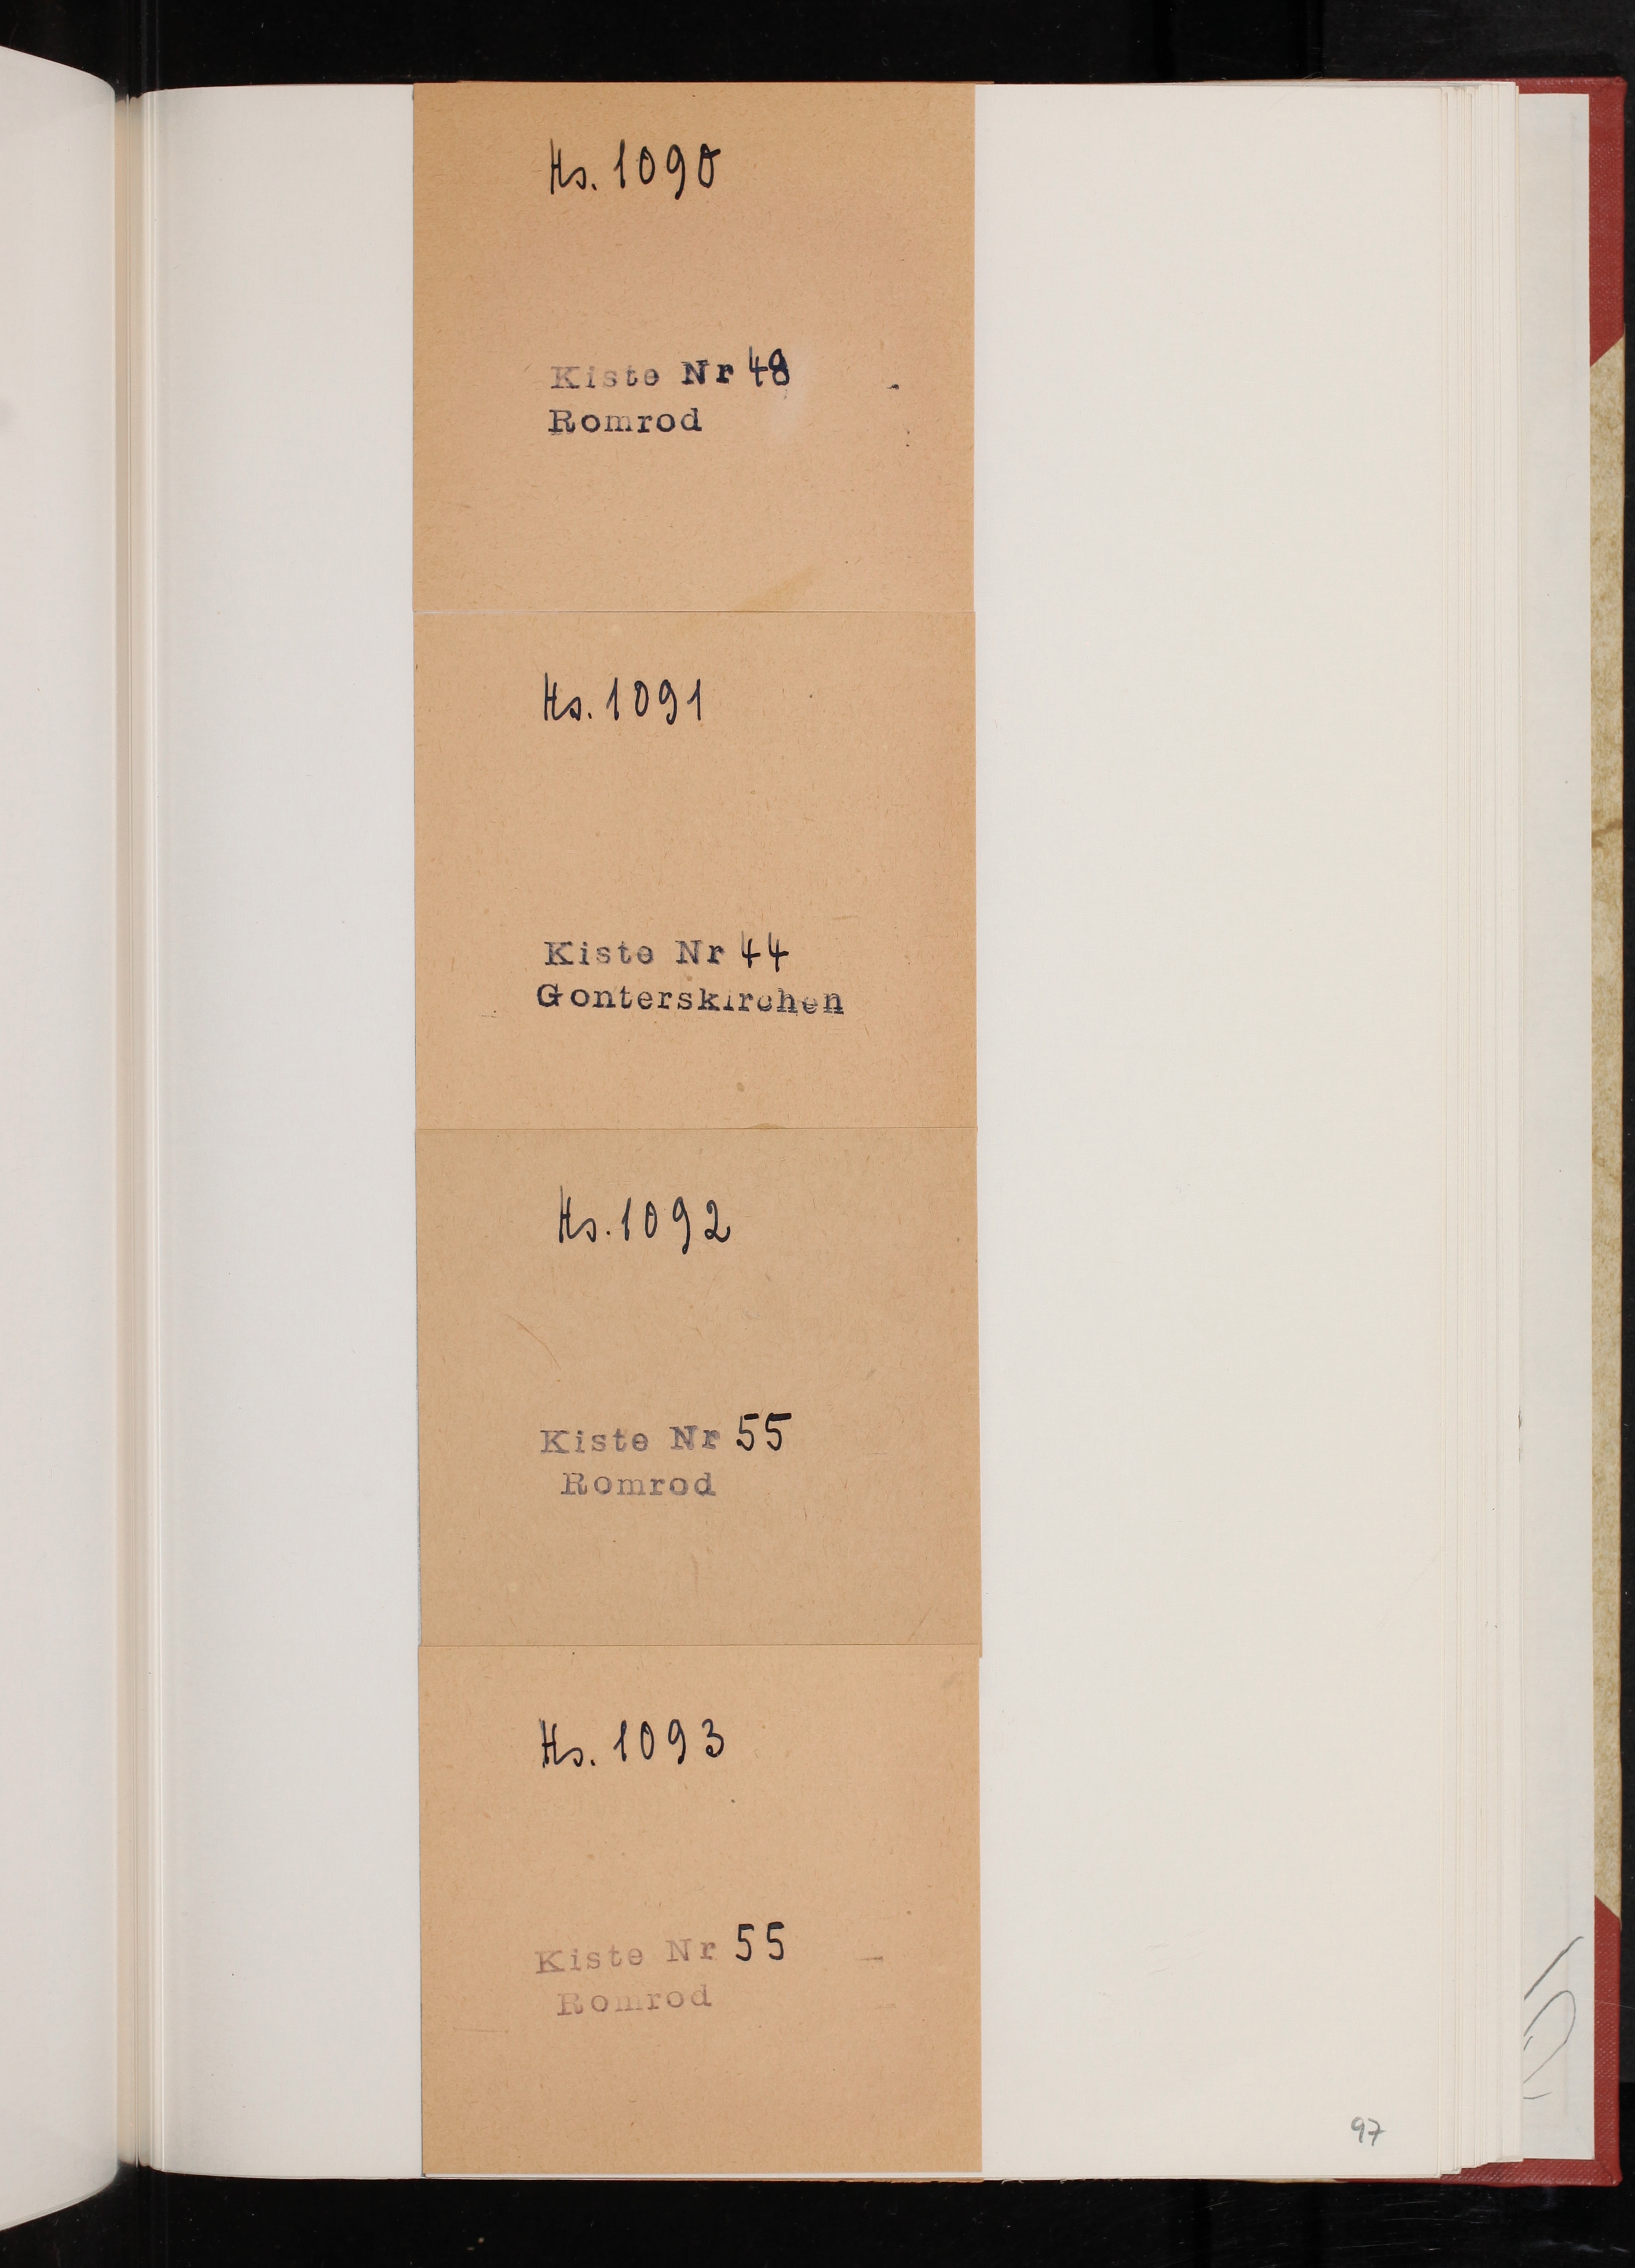 Hs. 1090
Kiste Nr 48
Romrod
Hs. 1091
Kiste Nr 44
Gonterskirchen
Hs. 1092
Kiste Nr 55
Romrod
Hs. 1093
Kiste Nr 55
Romrod
97